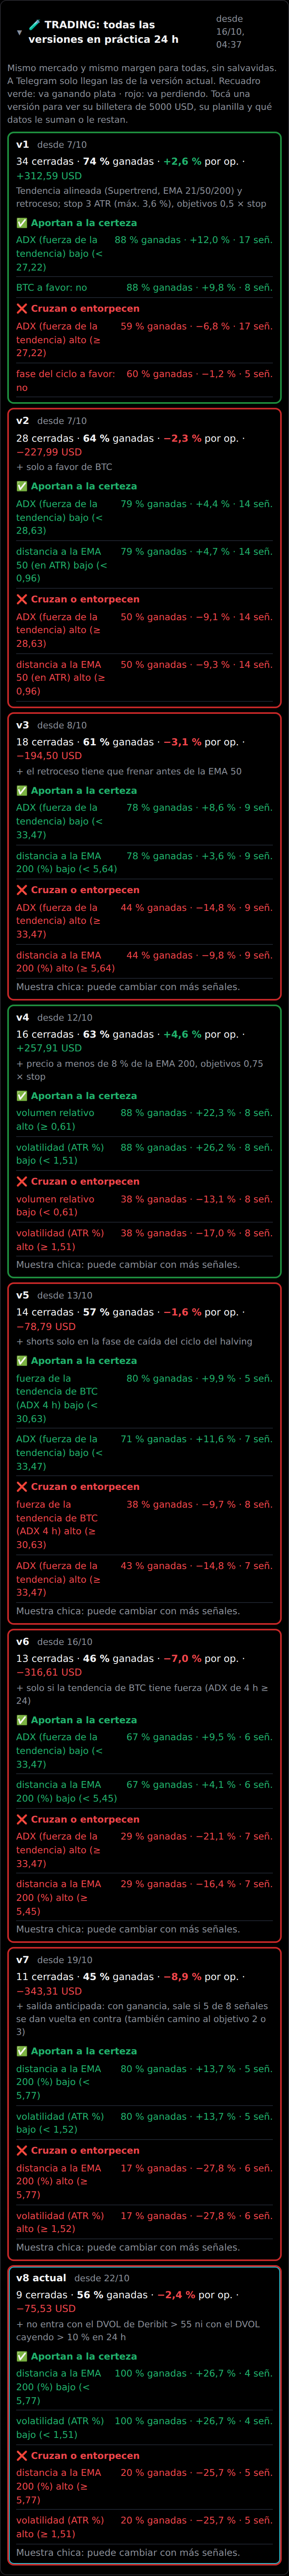 ▼ 🧪 TRADING: todas las versiones en práctica 24 h
desde 16/10, 04:37
Mismo mercado y mismo margen para todas, sin salvavidas.
A Telegram solo llegan las de la versión actual. Recuadro
verde: va ganando plata · rojo: va perdiendo. Tocá una
versión para ver su billetera de 5000 USD, su planilla y qué
datos le suman o le restan.
v1 desde 7/10
34 cerradas · 74 % ganadas · +2,6 % por op. ·
+312,59 USD
Tendencia alineada (Supertrend, EMA 21/50/200) y
retroceso; stop 3 ATR (máx. 3,6 %), objetivos 0,5 × stop
✅ Aportan a la certeza
ADX (fuerza de la tendencia) bajo (< 27,22) 88 % ganadas · +12,0 % · 17 señ.
BTC a favor: no 88 % ganadas · +9,8 % · 8 señ.
❌ Cruzan o entorpecen
ADX (fuerza de la tendencia) alto (≥ 27,22) 59 % ganadas · −6,8 % · 17 señ.
fase del ciclo a favor: no 60 % ganadas · −1,2 % · 5 señ.
v2 desde 7/10
28 cerradas · 64 % ganadas · −2,3 % por op. ·
−227,99 USD
+ solo a favor de BTC
✅ Aportan a la certeza
ADX (fuerza de la tendencia) bajo (< 28,63) 79 % ganadas · +4,4 % · 14 señ.
distancia a la EMA 50 (en ATR) bajo (< 0,96) 79 % ganadas · +4,7 % · 14 señ.
❌ Cruzan o entorpecen
ADX (fuerza de la tendencia) alto (≥ 28,63) 50 % ganadas · −9,1 % · 14 señ.
distancia a la EMA 50 (en ATR) alto (≥ 0,96) 50 % ganadas · −9,3 % · 14 señ.
v3 desde 8/10
18 cerradas · 61 % ganadas · −3,1 % por op. ·
−194,50 USD
+ el retroceso tiene que frenar antes de la EMA 50
✅ Aportan a la certeza
ADX (fuerza de la tendencia) bajo (< 33,47) 78 % ganadas · +8,6 % · 9 señ.
distancia a la EMA 200 (%) bajo (< 5,64) 78 % ganadas · +3,6 % · 9 señ.
❌ Cruzan o entorpecen
ADX (fuerza de la tendencia) alto (≥ 33,47) 44 % ganadas · −14,8 % · 9 señ.
distancia a la EMA 200 (%) alto (≥ 5,64) 44 % ganadas · −9,8 % · 9 señ.
Muestra chica: puede cambiar con más señales.
v4 desde 12/10
16 cerradas · 63 % ganadas · +4,6 % por op. ·
+257,91 USD
+ precio a menos de 8 % de la EMA 200, objetivos 0,75
× stop
✅ Aportan a la certeza
volumen relativo alto (≥ 0,61) 88 % ganadas · +22,3 % · 8 señ.
volatilidad (ATR %) bajo (< 1,51) 88 % ganadas · +26,2 % · 8 señ.
❌ Cruzan o entorpecen
volumen relativo bajo (< 0,61) 38 % ganadas · −13,1 % · 8 señ.
volatilidad (ATR %) alto (≥ 1,51) 38 % ganadas · −17,0 % · 8 señ.
Muestra chica: puede cambiar con más señales.
v5 desde 13/10
14 cerradas · 57 % ganadas · −1,6 % por op. ·
−78,79 USD
+ shorts solo en la fase de caída del ciclo del halving
✅ Aportan a la certeza
fuerza de la tendencia de BTC (ADX 4 h) bajo (< 30,63) 80 % ganadas · +9,9 % · 5 señ.
ADX (fuerza de la tendencia) bajo (< 33,47) 71 % ganadas · +11,6 % · 7 señ.
❌ Cruzan o entorpecen
fuerza de la tendencia de BTC (ADX 4 h) alto (≥ 30,63) 38 % ganadas · −9,7 % · 8 señ.
ADX (fuerza de la tendencia) alto (≥ 33,47) 43 % ganadas · −14,8 % · 7 señ.
Muestra chica: puede cambiar con más señales.
v6 desde 16/10
13 cerradas · 46 % ganadas · −7,0 % por op. ·
−316,61 USD
+ solo si la tendencia de BTC tiene fuerza (ADX de 4 h ≥
24)
✅ Aportan a la certeza
ADX (fuerza de la tendencia) bajo (< 33,47) 67 % ganadas · +9,5 % · 6 señ.
distancia a la EMA 200 (%) bajo (< 5,45) 67 % ganadas · +4,1 % · 6 señ.
❌ Cruzan o entorpecen
ADX (fuerza de la tendencia) alto (≥ 33,47) 29 % ganadas · −21,1 % · 7 señ.
distancia a la EMA 200 (%) alto (≥ 5,45) 29 % ganadas · −16,4 % · 7 señ.
Muestra chica: puede cambiar con más señales.
v7 desde 19/10
11 cerradas · 45 % ganadas · −8,9 % por op. ·
−343,31 USD
+ salida anticipada: con ganancia, sale si 5 de 8 señales
se dan vuelta en contra (también camino al objetivo 2 o
3)
✅ Aportan a la certeza
distancia a la EMA 200 (%) bajo (< 5,77) 80 % ganadas · +13,7 % · 5 señ.
volatilidad (ATR %) bajo (< 1,52) 80 % ganadas · +13,7 % · 5 señ.
❌ Cruzan o entorpecen
distancia a la EMA 200 (%) alto (≥ 5,77) 17 % ganadas · −27,8 % · 6 señ.
volatilidad (ATR %) alto (≥ 1,52) 17 % ganadas · −27,8 % · 6 señ.
Muestra chica: puede cambiar con más señales.
v8 actual desde 22/10
9 cerradas · 56 % ganadas · −2,4 % por op. ·
−75,53 USD
+ no entra con el DVOL de Deribit > 55 ni con el DVOL
cayendo > 10 % en 24 h
✅ Aportan a la certeza
distancia a la EMA 200 (%) bajo (< 5,77) 100 % ganadas · +26,7 % · 4 señ.
volatilidad (ATR %) bajo (< 1,51) 100 % ganadas · +26,7 % · 4 señ.
❌ Cruzan o entorpecen
distancia a la EMA 200 (%) alto (≥ 5,77) 20 % ganadas · −25,7 % · 5 señ.
volatilidad (ATR %) alto (≥ 1,51) 20 % ganadas · −25,7 % · 5 señ.
Muestra chica: puede cambiar con más señales.